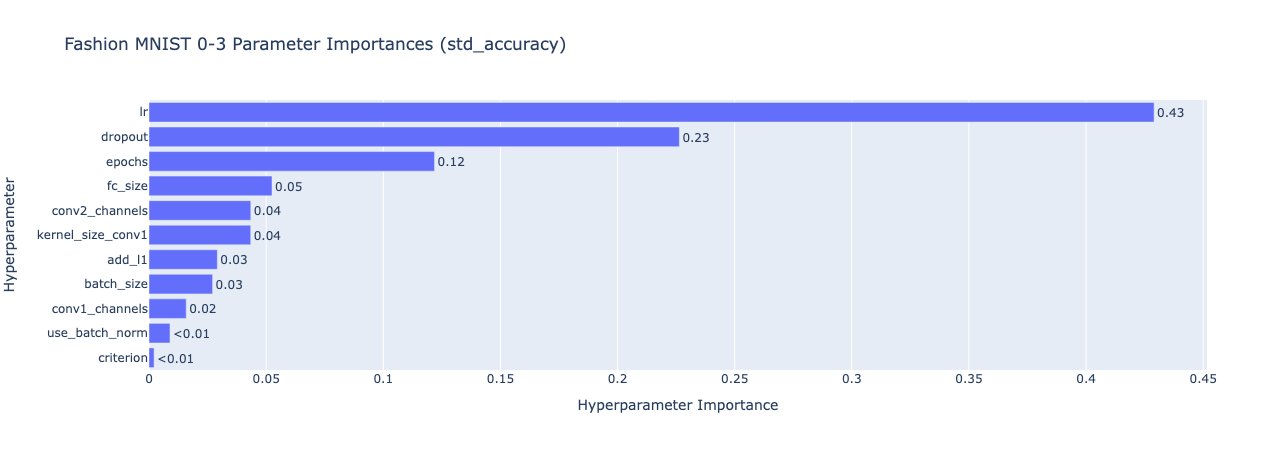 Fashion MNIST 0-3 Parameter Importances (std_accuracy)
Hyperparameter
lr 0.43
dropout 0.23
epochs 0.12
fc_size 0.05
conv2_channels 0.04
kernel_size_conv1 0.04
add_l1 0.03
batch_size 0.03
conv1_channels 0.02
use_batch_norm <0.01
criterion <0.01
0 0.05 0.1 0.15 0.2 0.25 0.3 0.35 0.4 0.45
Hyperparameter Importance